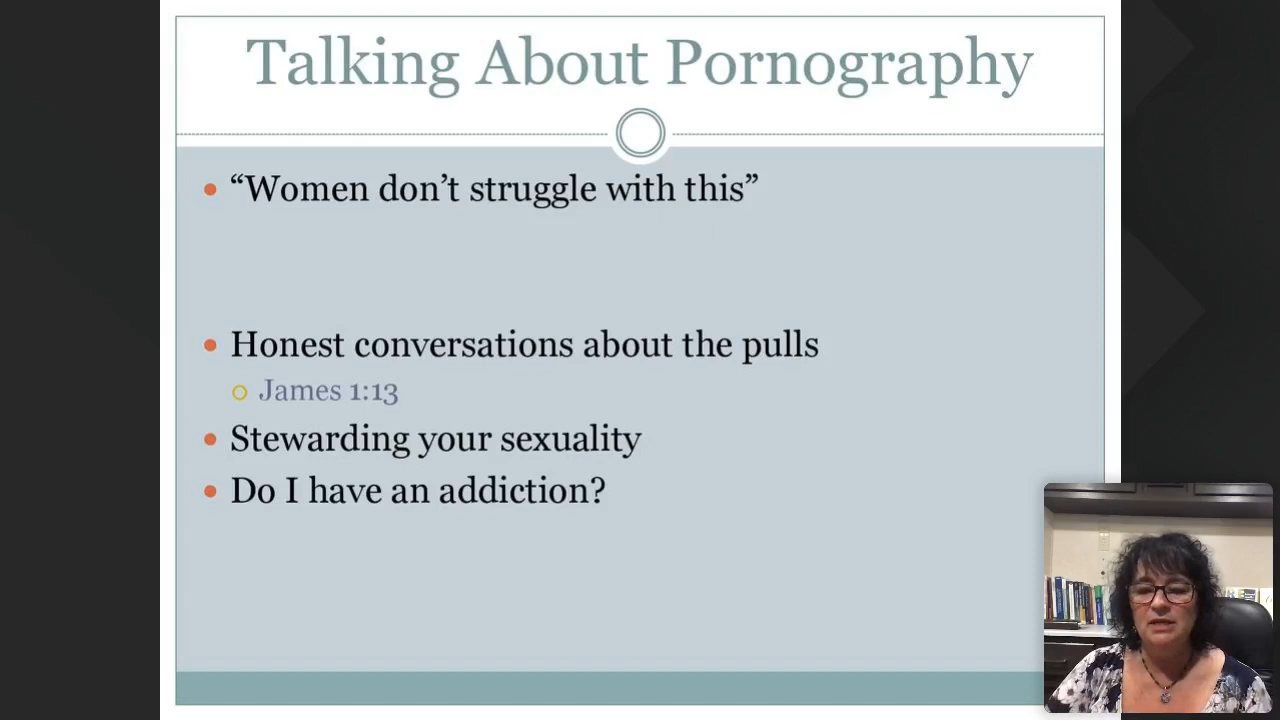 Talking About Pornography
“Women don’t struggle with this”
Honest conversations about the pulls
James 1:13
Stewarding your sexuality
Do I have an addiction?